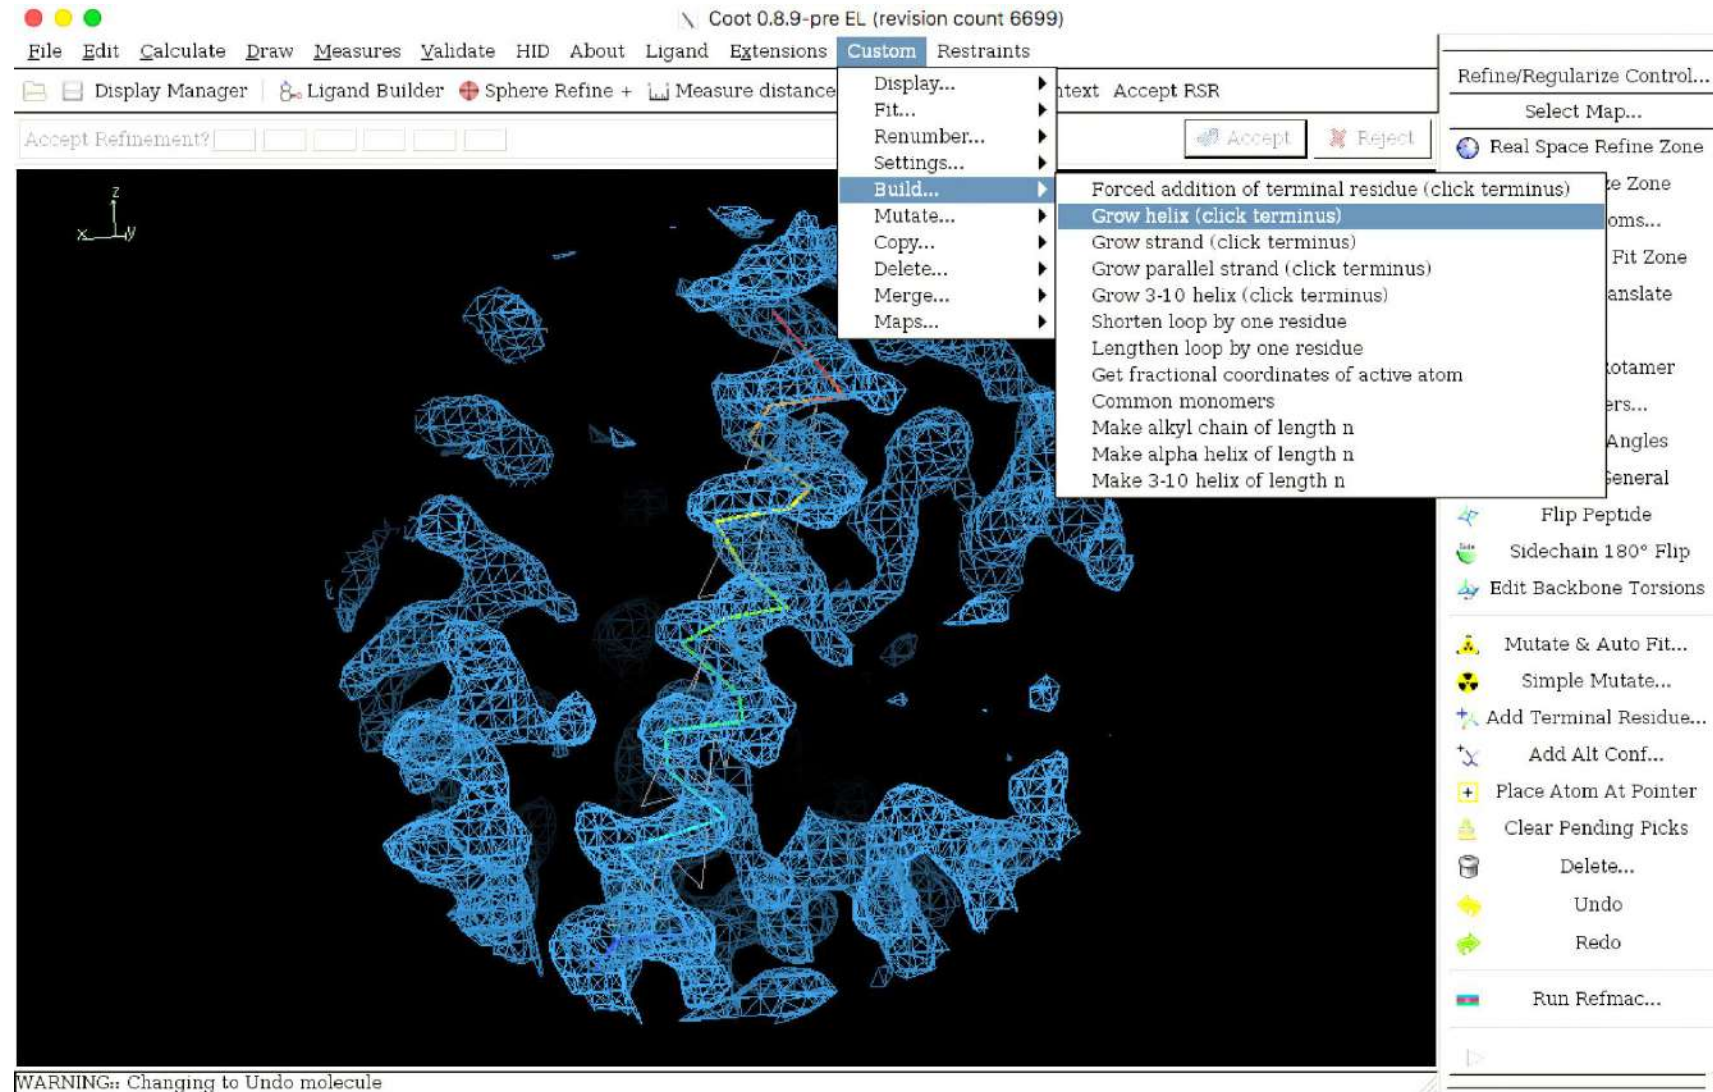 Coot 0.8.9-pre EL (revision count 6699)
File Edit Calculate Draw Measures Validate HID About Ligand Extensions Custom Restraints
Display Manager Ligand Builder Sphere Refine + Measure distance ntext Accept RSR
Accept Refinement? Accept Reject
Display...
Fit...
Renumber...
Settings...
Build...
Mutate...
Copy...
Delete...
Merge...
Maps...
Forced addition of terminal residue (click terminus)
Grow helix (click terminus)
Grow strand (click terminus)
Grow parallel strand (click terminus)
Grow 3-10 helix (click terminus)
Shorten loop by one residue
Lengthen loop by one residue
Get fractional coordinates of active atom
Common monomers
Make alkyl chain of length n
Make alpha helix of length n
Make 3-10 helix of length n
Refine/Regularize Control...
Select Map...
Real Space Refine Zone
ze Zone
oms...
Fit Zone
anslate
otamer
ers...
Angles
General
Flip Peptide
Side
Sidechain 180° Flip
Edit Backbone Torsions
Mutate & Auto Fit...
Simple Mutate...
Add Terminal Residue...
Add Alt Conf...
Place Atom At Pointer
Clear Pending Picks
Delete...
Undo
Redo
Run Refmac...
z
x y
WARNING:: Changing to Undo molecule